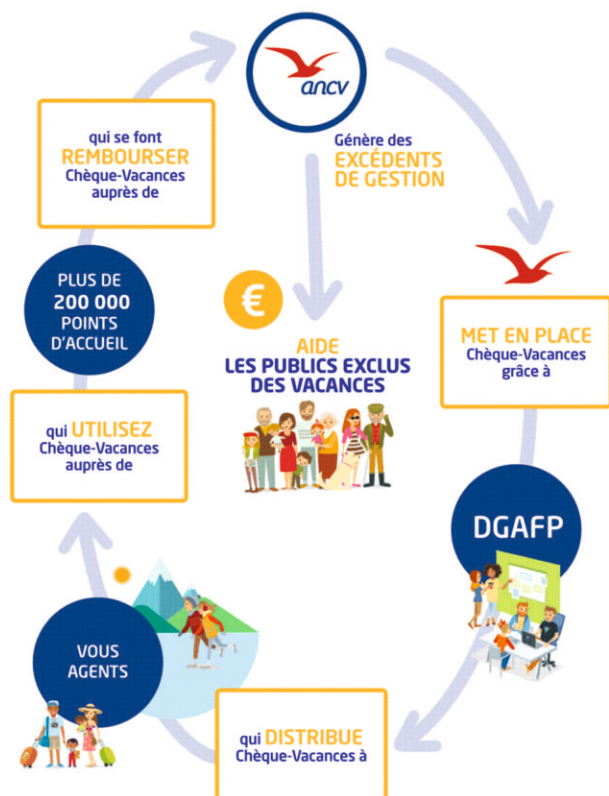 ancv
Génère des
EXCÉDENTS
DE GESTION
MET EN PLACE
Chèque-Vacances
grâce à
DGAFP
qui DISTRIBUE
Chèque-Vacances à
VOUS
AGENTS
qui UTILISEZ
Chèque-Vacances
auprès de
PLUS DE
200 000
POINTS
D'ACCUEIL
qui se font
REMBOURSER
Chèque-Vacances
auprès de
€
AIDE
LES PUBLICS EXCLUS
DES VACANCES